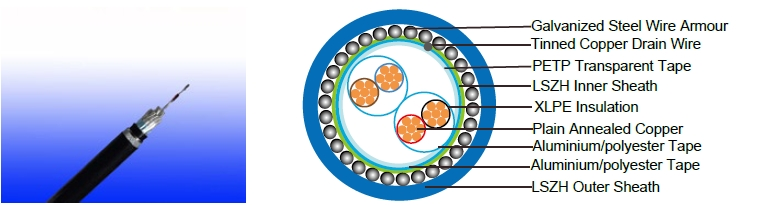 Galvanized Steel Wire Armour
Tinned Copper Drain Wire
PETP Transparent Tape
LSZH Inner Sheath
XLPE Insulation
Plain Annealed Copper
Aluminium/polyester Tape
Aluminium/polyester Tape
LSZH Outer Sheath